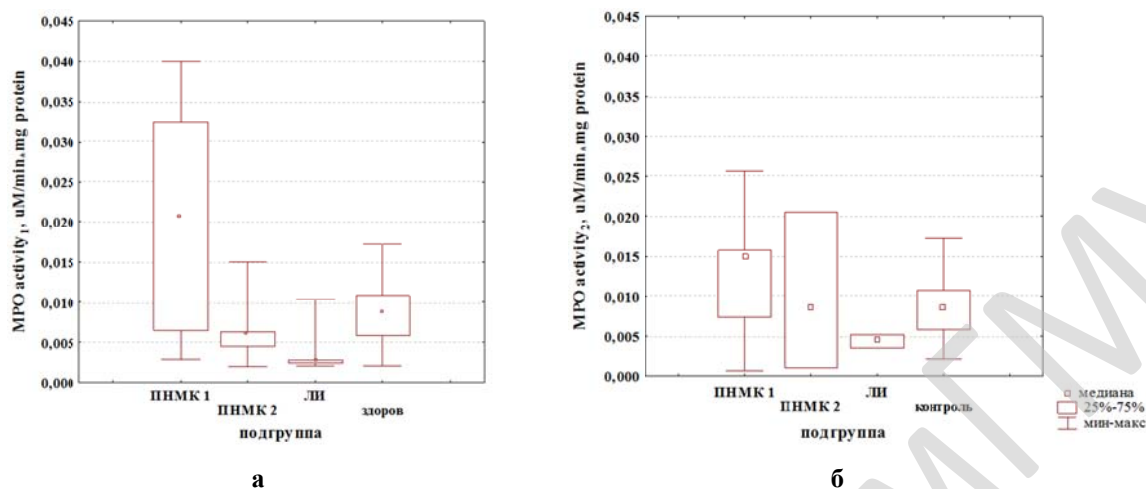 0,045
0,040
0,035
0,030
0,025
0,020
0,015
0,010
0,005
0,000
MPO activity₁, uM/min*mg protein
ПНМК 1
ПНМК 2
ЛИ
здоров
подгруппа
а
0,045
0,040
0,035
0,030
0,025
0,020
0,015
0,010
0,005
0,000
MPO activity₂, uM/min*mg protein
ПНМК 1
ПНМК 2
ЛИ
контроль
подгруппа
медиана
25%-75%
мин-макс
б